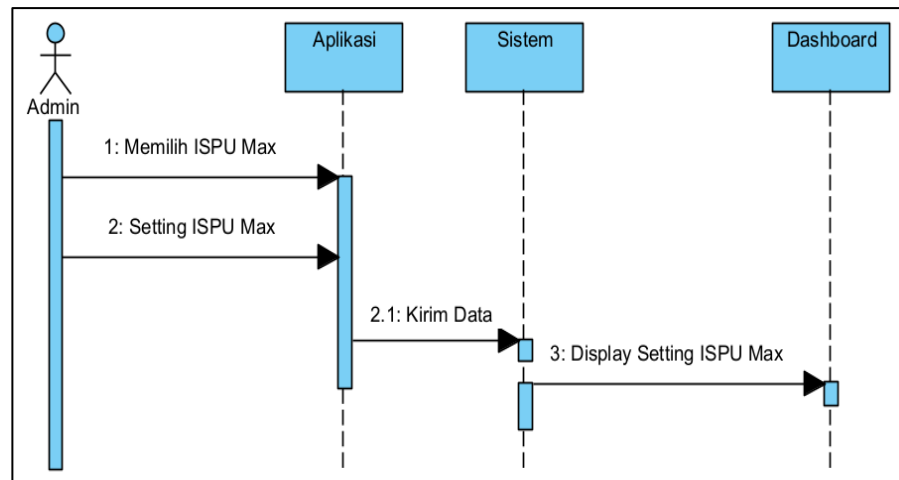 Aplikasi
Sistem
Dashboard
Admin
1: Memilih ISPU Max
2: Setting ISPU Max
2.1: Kirim Data
3: Display Setting ISPU Max